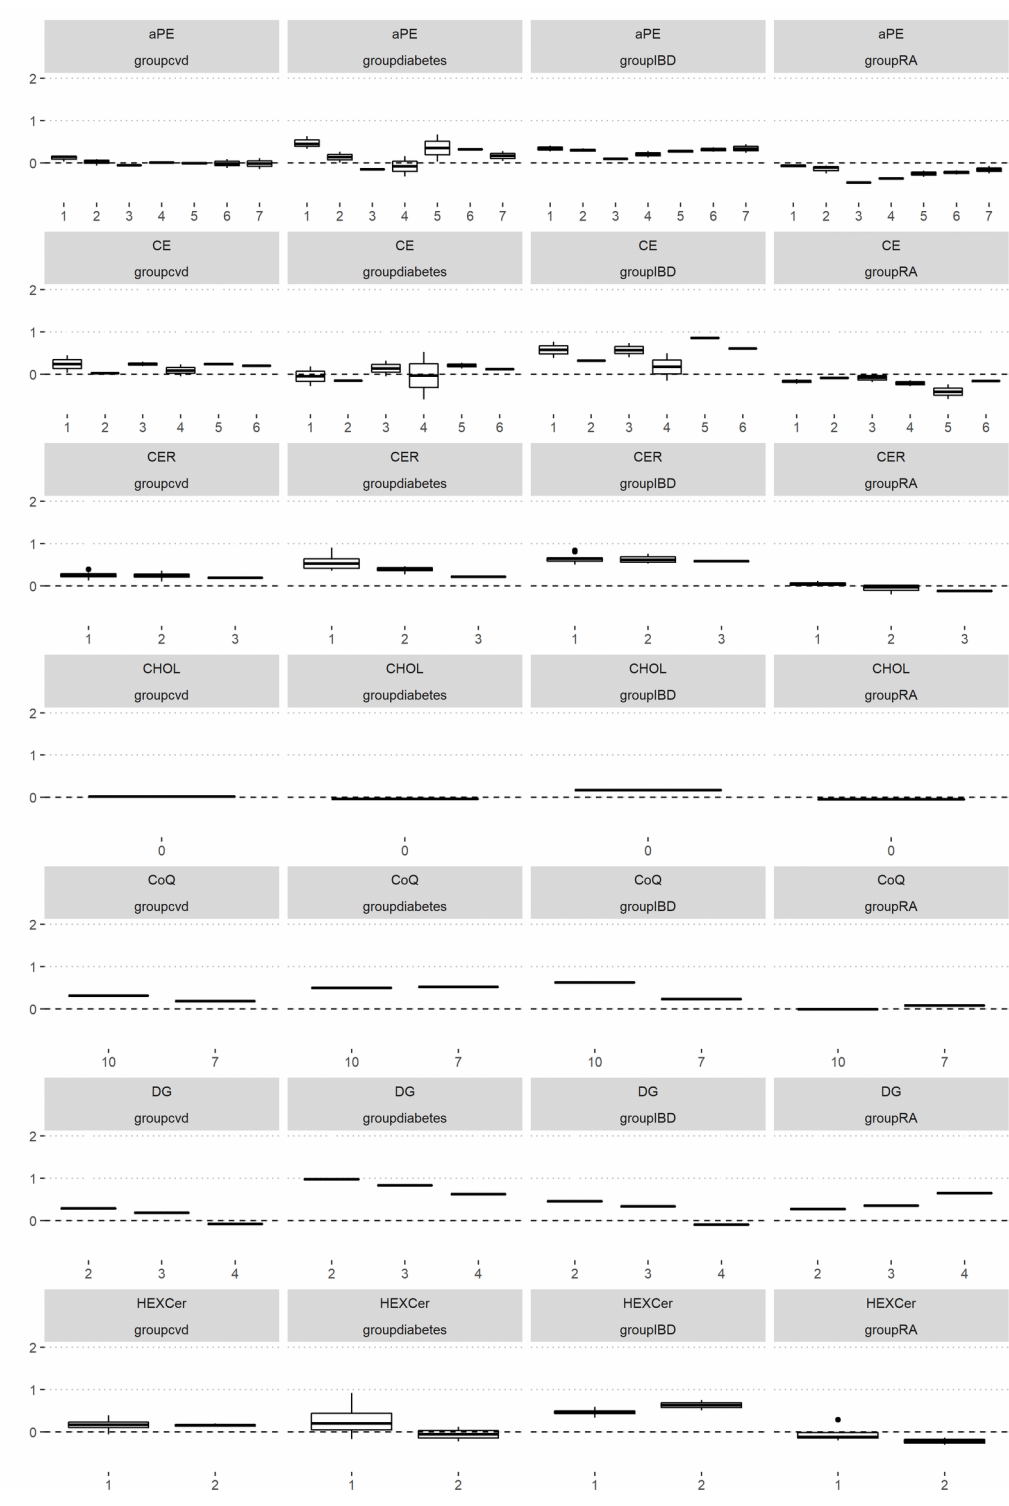 aPE aPE aPE aPE
groupcvd groupdiabetes groupIBD groupRA
2
1
0
1 2 3 4 5 6 7 1 2 3 4 5 6 7 1 2 3 4 5 6 7 1 2 3 4 5 6 7
CE CE CE CE
groupcvd groupdiabetes groupIBD groupRA
2
1
0
1 2 3 4 5 6 1 2 3 4 5 6 1 2 3 4 5 6 1 2 3 4 5 6
CER CER CER CER
groupcvd groupdiabetes groupIBD groupRA
2
1
0
1 2 3 1 2 3 1 2 3 1 2 3
CHOL CHOL CHOL CHOL
groupcvd groupdiabetes groupIBD groupRA
2
1
0
0 0 0 0
CoQ CoQ CoQ CoQ
groupcvd groupdiabetes groupIBD groupRA
2
1
0
10 7 10 7 10 7 10 7
DG DG DG DG
groupcvd groupdiabetes groupIBD groupRA
2
1
0
2 3 4 2 3 4 2 3 4 2 3 4
HEXCer HEXCer HEXCer HEXCer
groupcvd groupdiabetes groupIBD groupRA
2
1
0
1 2 1 2 1 2 1 2